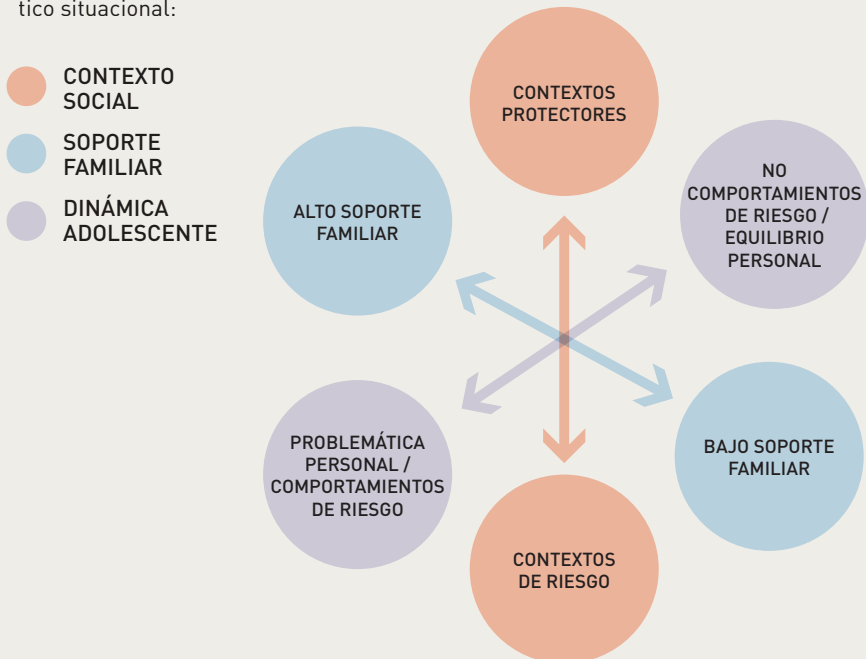 tico situacional:
CONTEXTO
SOCIAL
SOPORTE
FAMILIAR
DINÁMICA
ADOLESCENTE
CONTEXTOS
PROTECTORES
ALTO SOPORTE
FAMILIAR
NO
COMPORTAMIENTOS
DE RIESGO /
EQUILIBRIO
PERSONAL
PROBLEMÁTICA
PERSONAL /
COMPORTAMIENTOS
DE RIESGO
BAJO SOPORTE
FAMILIAR
CONTEXTOS
DE RIESGO